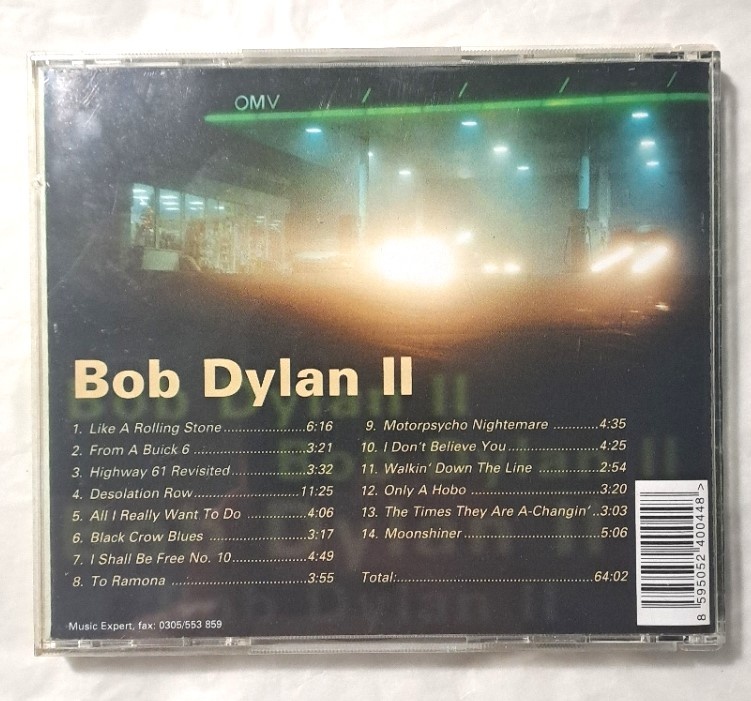 OMV
Bob Dylan II
1. Like A Rolling Stone......................6:16
2. From A Buick 6 ..............................3:21
3. Highway 61 Revisited....................3:32
4. Desolation Row............................11:25
5. All I Really Want To Do ................4:06
6. Black Crow Blues ..........................3:17
7. I Shall Be Free No. 10....................4:49
8. To Ramona ....................................3:55
9. Motorpsycho Nightemare ............4:35
10. I Don't Believe You........................4:25
11. Walkin' Down The Line ................2:54
12. Only A Hobo ..................................3:20
13. The Times They Are A-Changin'..3:03
14. Moonshiner....................................5:06
Total:......................................................64:02
Music Expert, fax: 0305/553 859
8 595052 400448 >